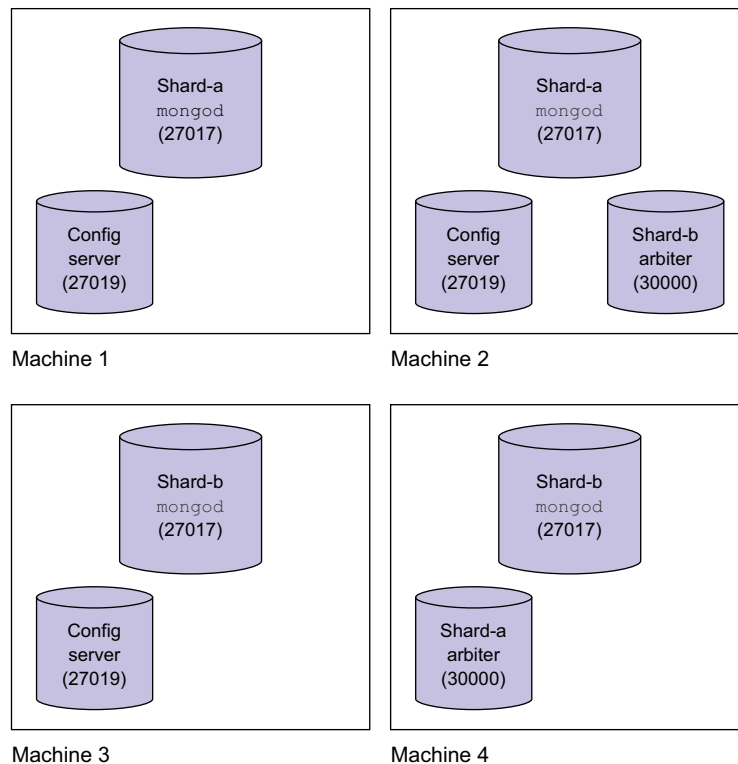 Shard-a
mongod
(27017)
Config
server
(27019)
Machine 1
Shard-a
mongod
(27017)
Config
server
(27019)
Shard-b
arbiter
(30000)
Machine 2
Shard-b
mongod
(27017)
Config
server
(27019)
Machine 3
Shard-b
mongod
(27017)
Shard-a
arbiter
(30000)
Machine 4